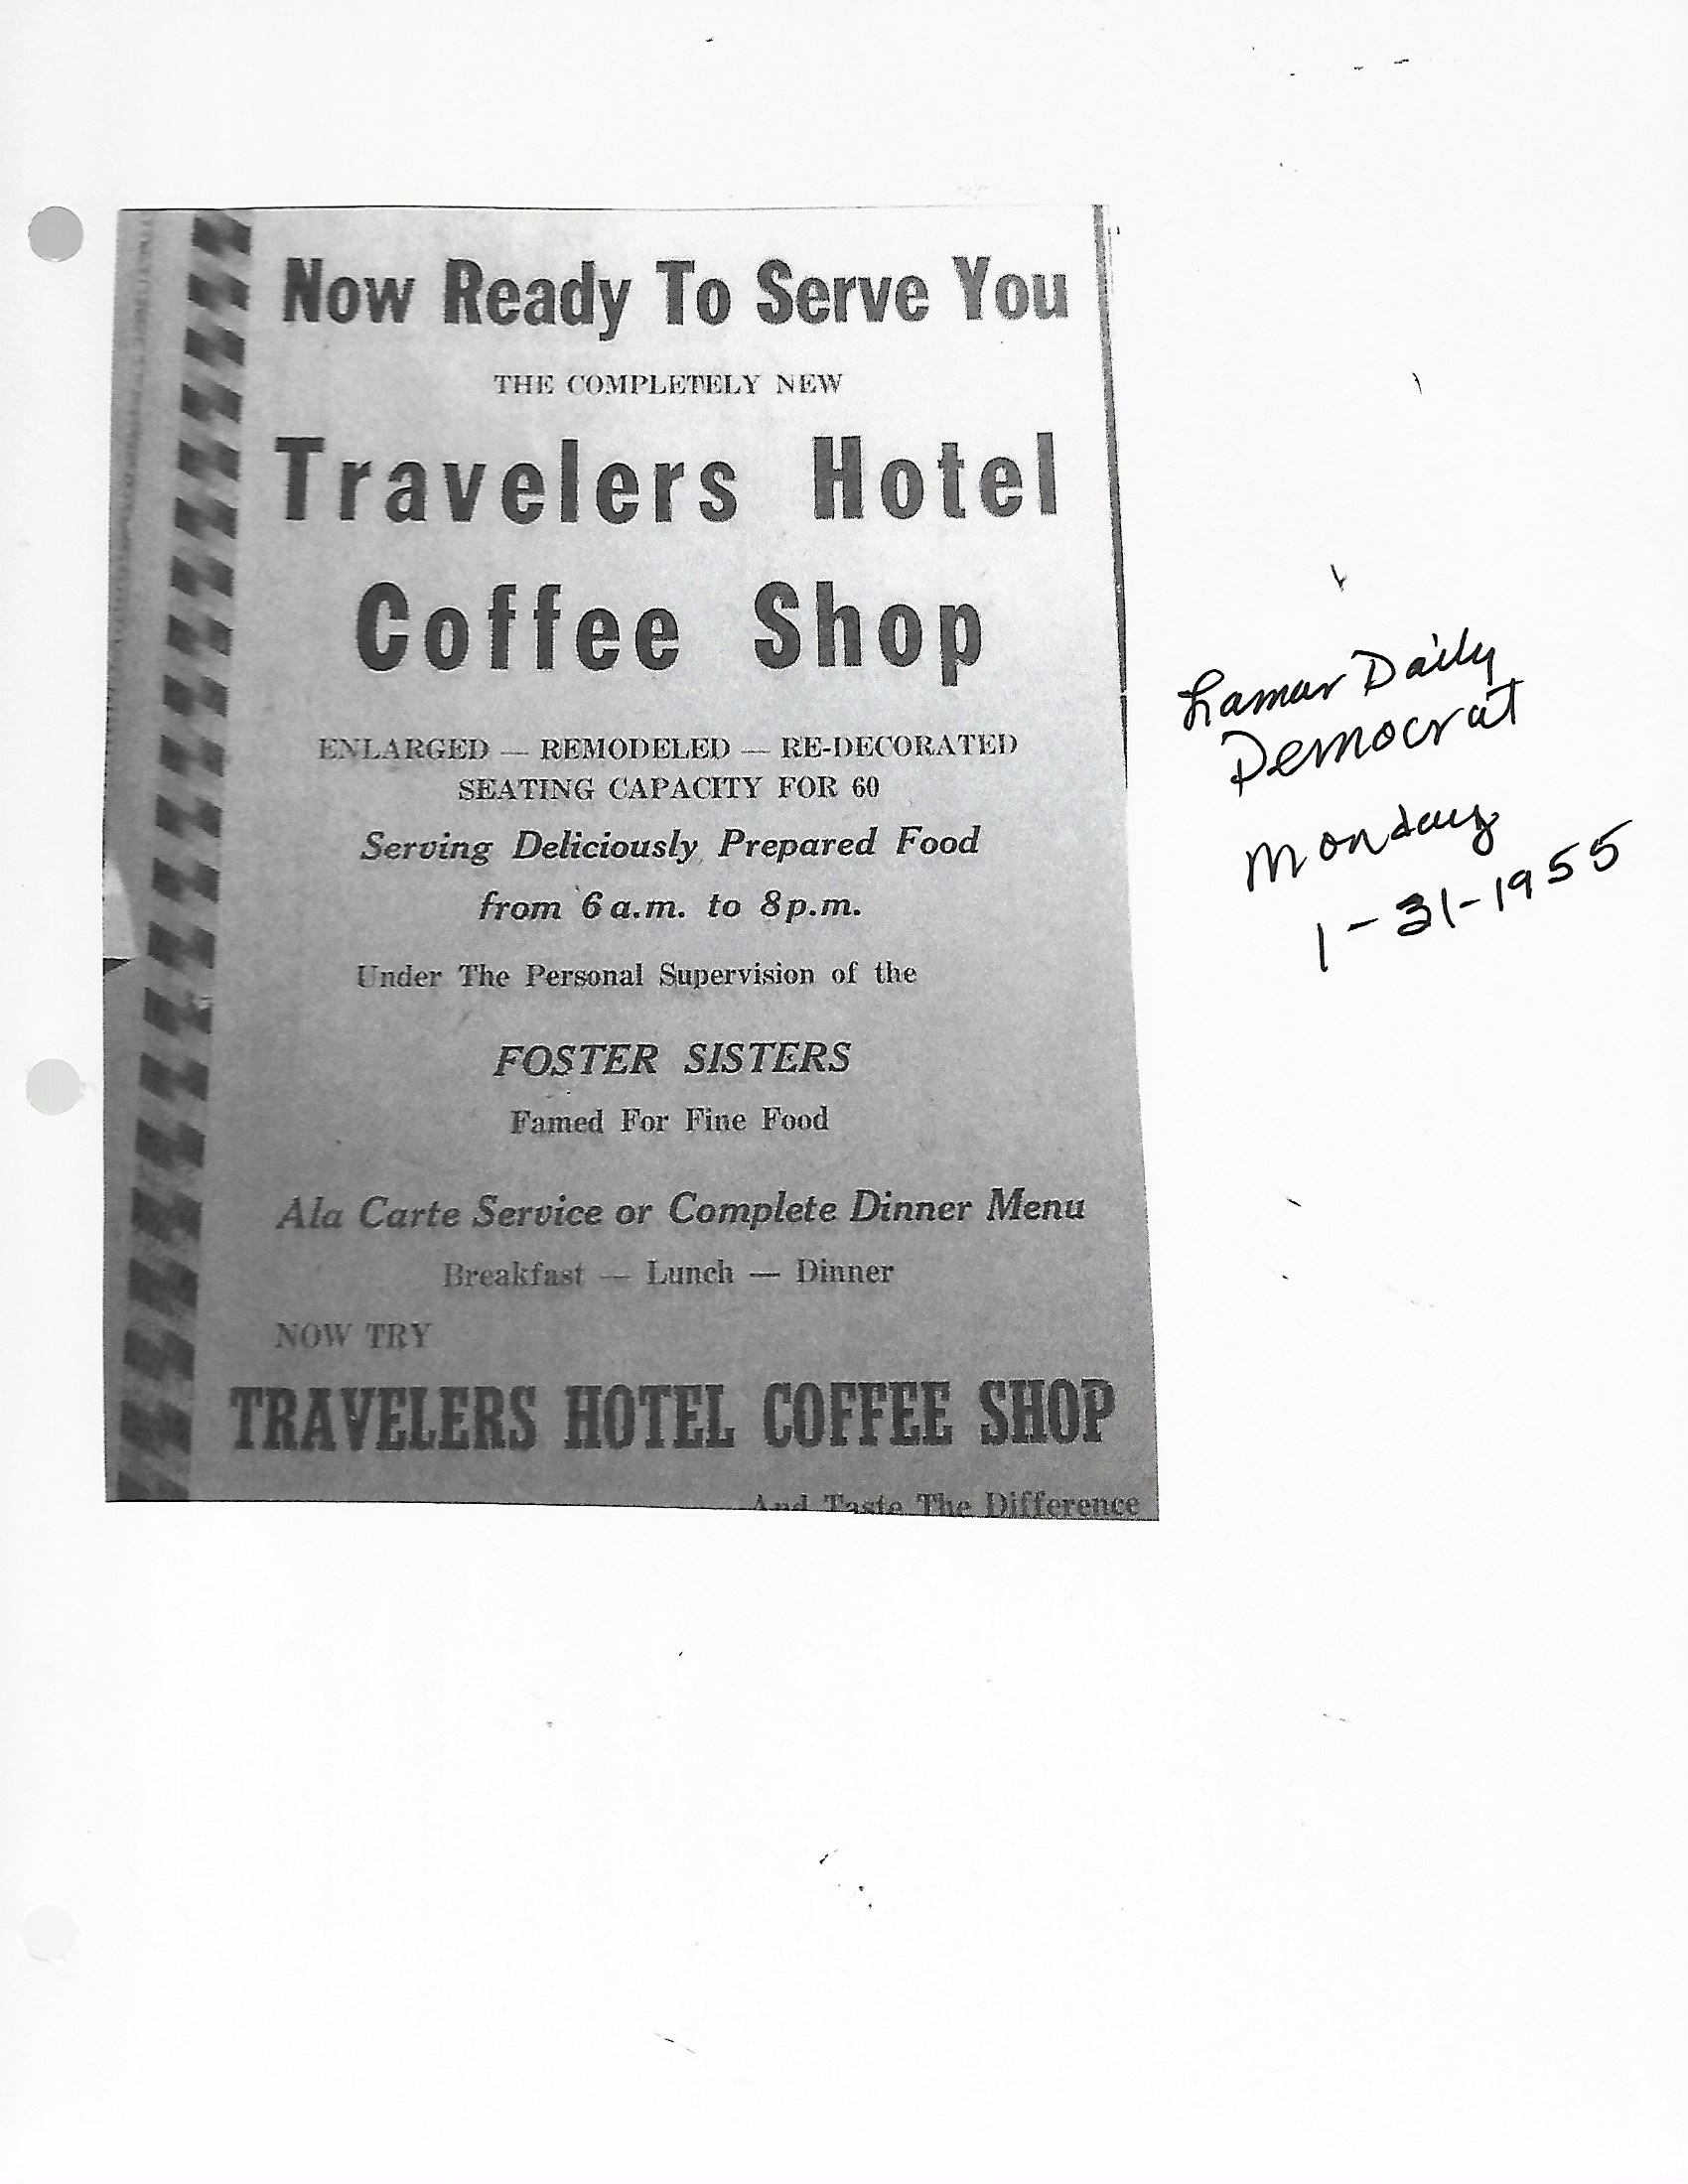 Now Ready To Serve You
THE COMPLETELY NEW
Travelers Hotel
Coffee Shop
ENLARGED — REMODELED — RE-DECORATED
SEATING CAPACITY FOR 60
Serving Deliciously Prepared Food
from 6 a.m. to 8 p.m.
Under The Personal Supervision of the
FOSTER SISTERS
Famed For Fine Food
Ala Carte Service or Complete Dinner Menu
Breakfast — Lunch — Dinner
NOW TRY
TRAVELERS HOTEL COFFEE SHOP
And Taste The Difference
Lamar Daily
Democrat
Monday
1-31-1955